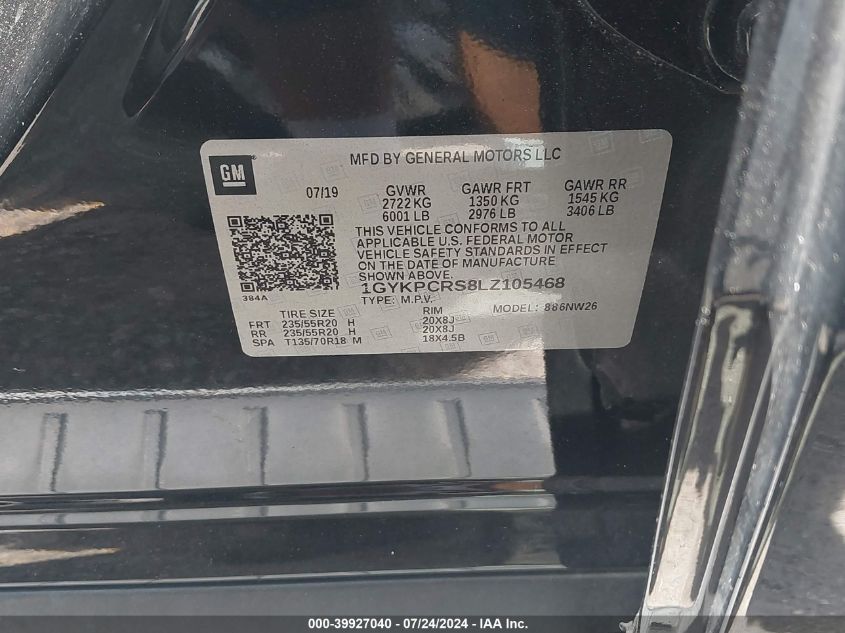 GM
MFD BY GENERAL MOTORS LLC
07/19 GVWR GAWR FRT GAWR RR
2722 KG 1350 KG 1545 KG
6001 LB 2976 LB 3406 LB
THIS VEHICLE CONFORMS TO ALL
APPLICABLE U.S. FEDERAL MOTOR
VEHICLE SAFETY STANDARDS IN EFFECT
ON THE DATE OF MANUFACTURE
SHOWN ABOVE.
384A
1GYKPCRS8LZ105468
TYPE: M.P.V. MODEL: 886NW26
TIRE SIZE RIM
FRT 235/55R20 H 20X8J
RR 235/55R20 H 20X8J
SPA T135/70R18 M 18X4.5B
000-39927040 / 07/24/2024 - IAA Inc.